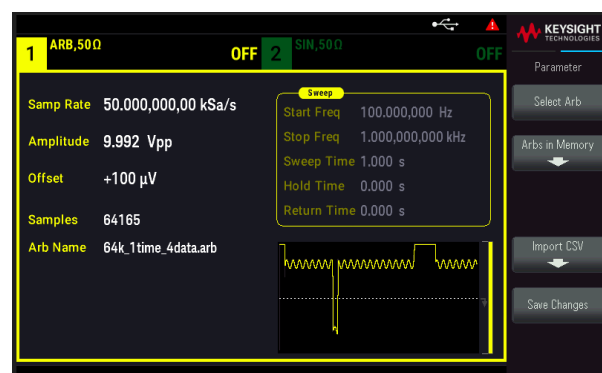 KEYSIGHT
TECHNOLOGIES
1 ARB,50Ω OFF 2 SIN,50Ω OFF
Parameter
Samp Rate 50.000,000,00 kSa/s
Amplitude 9.992 Vpp
Offset +100 µV
Samples 64165
Arb Name 64k_1time_4data.arb
Sweep
Start Freq 100.000,000 Hz
Stop Freq 1.000,000,000 kHz
Sweep Time 1.000 s
Hold Time 0.000 s
Return Time 0.000 s
Select Arb
Arbs in Memory
Import CSV
Save Changes